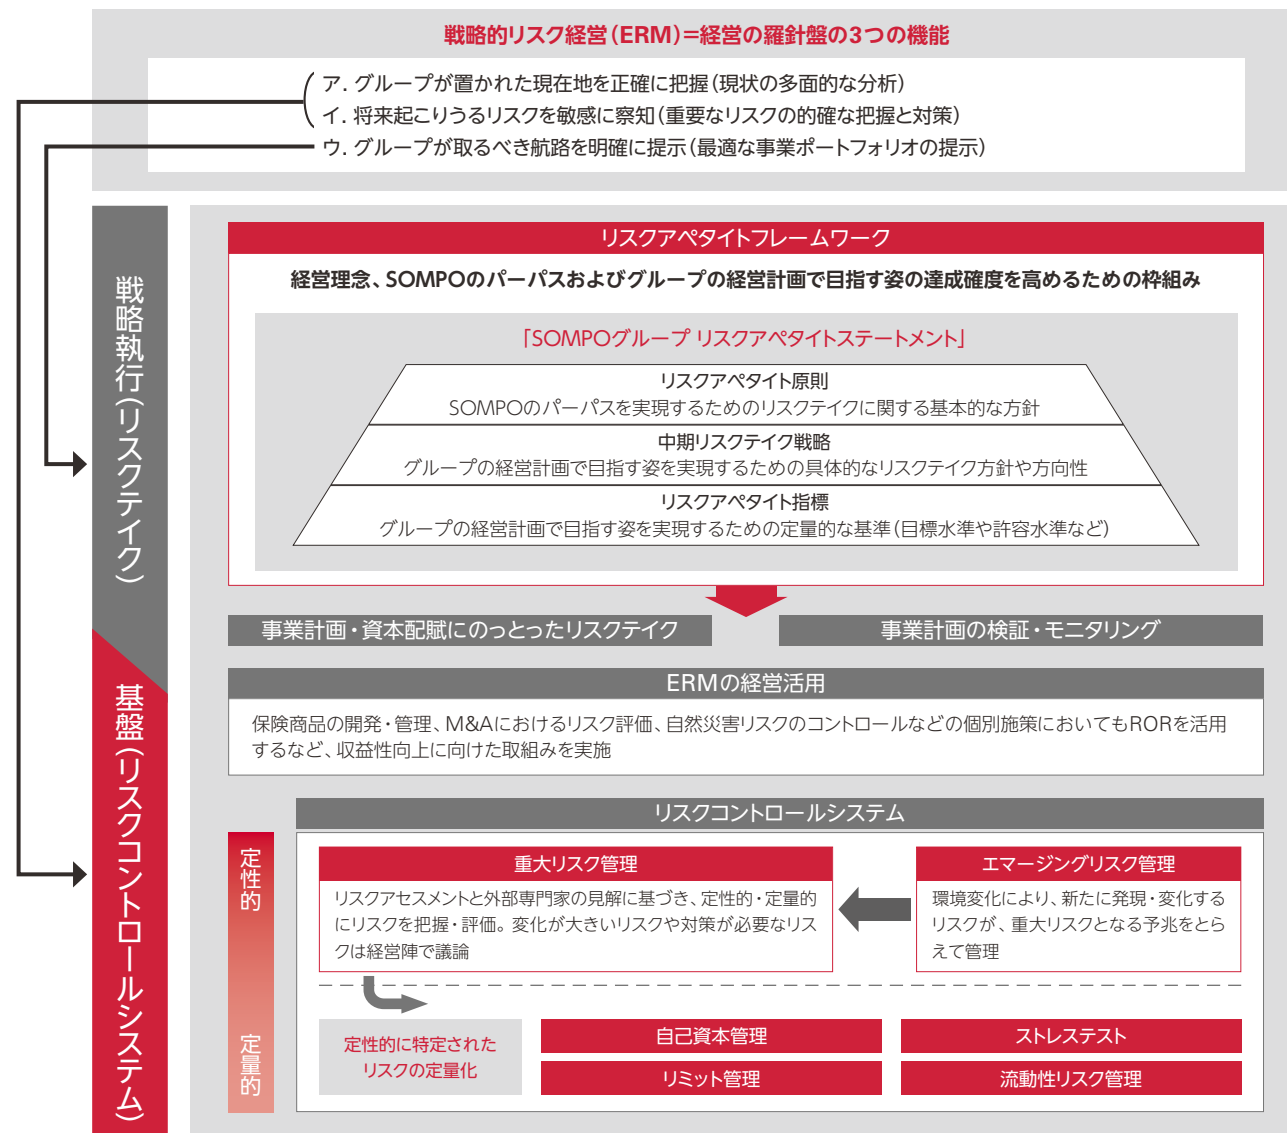 戦略的リスク経営（ERM）＝経営の羅針盤の3つの機能
ア. グループが置かれた現在地を正確に把握（現状の多面的な分析）
イ. 将来起こりうるリスクを敏感に察知（重要なリスクの的確な把握と対策）
ウ. グループが取るべき航路を明確に提示（最適な事業ポートフォリオの提示）
戦略執行（リスクテイク）
リスクアペタイトフレームワーク
経営理念、SOMPOのパーパスおよびグループの経営計画で目指す姿の達成確度を高めるための枠組み
「SOMPOグループ リスクアペタイトステートメント」
リスクアペタイト原則
SOMPOのパーパスを実現するためのリスクテイクに関する基本的な方針
中期リスクテイク戦略
グループの経営計画で目指す姿を実現するための具体的なリスクテイク方針や方向性
リスクアペタイト指標
グループの経営計画で目指す姿を実現するための定量的な基準（目標水準や許容水準など）
事業計画・資本配賦にのっとったリスクテイク
事業計画の検証・モニタリング
基盤（リスクコントロールシステム）
ERMの経営活用
保険商品の開発・管理、M&Aにおけるリスク評価、自然災害リスクのコントロールなどの個別施策においてもRORを活用
するなど、収益性向上に向けた取組みを実施
リスクコントロールシステム
定性的
重大リスク管理
リスクアセスメントと外部専門家の見解に基づき、定性的・定量的
にリスクを把握・評価。変化が大きいリスクや対策が必要なリス
クは経営陣で議論
エマージングリスク管理
環境変化により、新たに発現・変化する
リスクが、重大リスクとなる予兆をとら
えて管理
定量的
定性的に特定された
リスクの定量化
自己資本管理
ストレステスト
リミット管理
流動性リスク管理